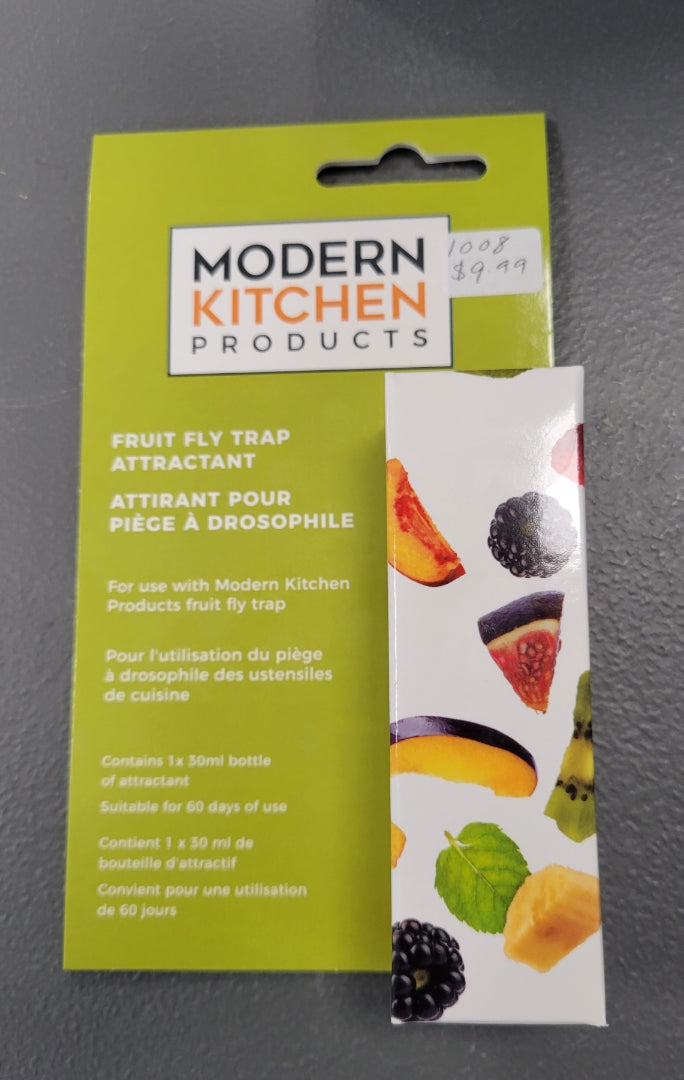 MODERN
KITCHEN
PRODUCTS
1008
$9.99
FRUIT FLY TRAP
ATTRACTANT
ATTIRANT POUR
PIÈGE À DROSOPHILE
For use with Modern Kitchen
Products fruit fly trap
Pour l'utilisation du piège
à drosophile des ustensiles
de cuisine
Contains 1x 30ml bottle
of attractant
Suitable for 60 days of use
Contient 1 x 30 ml de
bouteille d'attractif
Convient pour une utilisation
de 60 jours